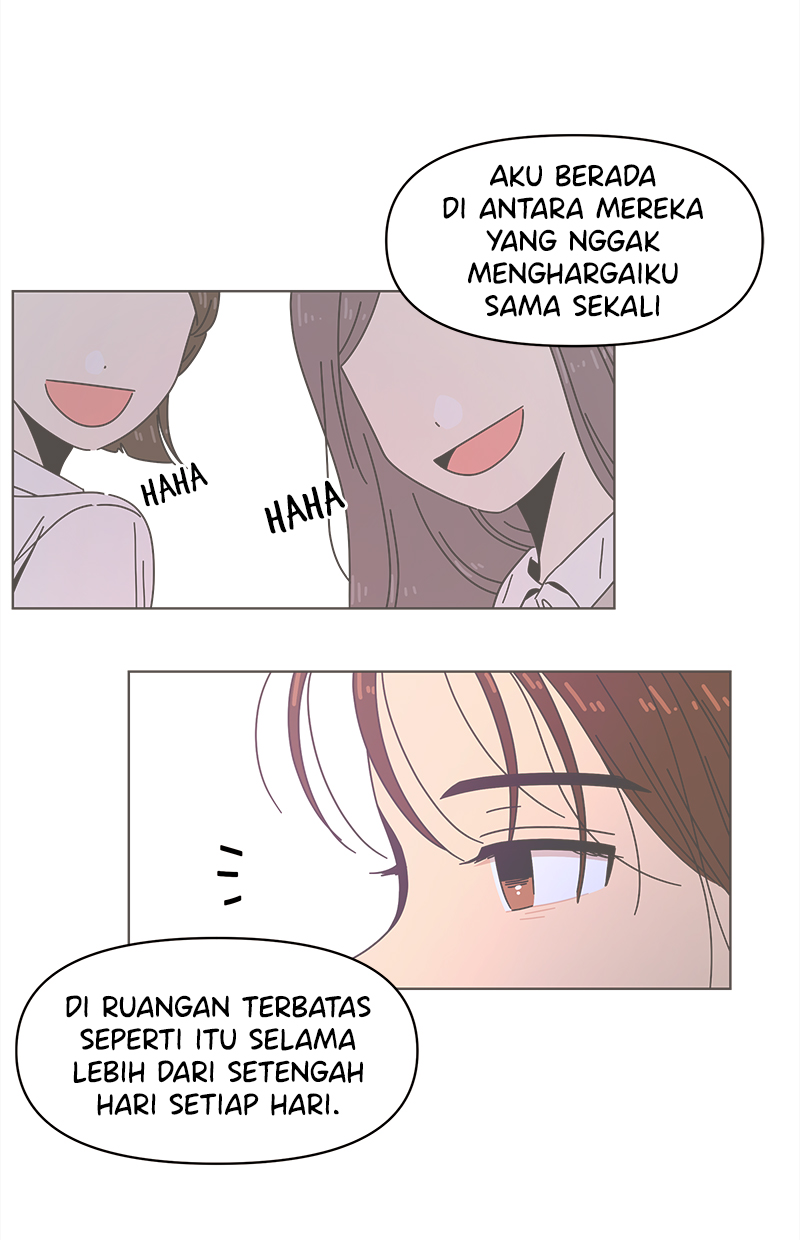 AKU BERADA
DI ANTARA MEREKA
YANG NGGAK
MENGHARGAIKU
SAMA SEKALI
HAHA
HAHA
DI RUANGAN TERBATAS
SEPERTI ITU SELAMA
LEBIH DARI SETENGAH
HARI SETIAP HARI.